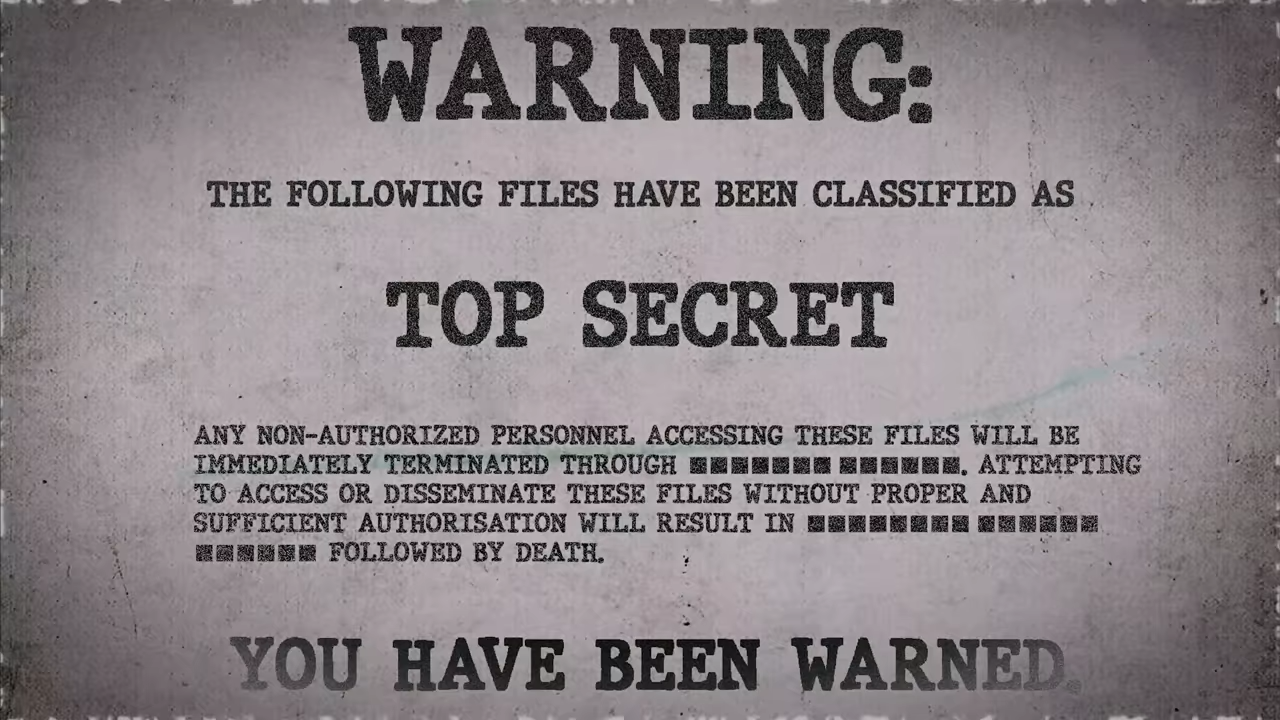 WARNING:
THE FOLLOWING FILES HAVE BEEN CLASSIFIED AS
TOP SECRET
ANY NON-AUTHORIZED PERSONNEL ACCESSING THESE FILES WILL BE
IMMEDIATELY TERMINATED THROUGH ■■■■■■■ ■■■■■■. ATTEMPTING
TO ACCESS OR DISSEMINATE THESE FILES WITHOUT PROPER AND
SUFFICIENT AUTHORISATION WILL RESULT IN ■■■■■■■■ ■■■■■■
■■■■■■ FOLLOWED BY DEATH.
YOU HAVE BEEN WARNED.